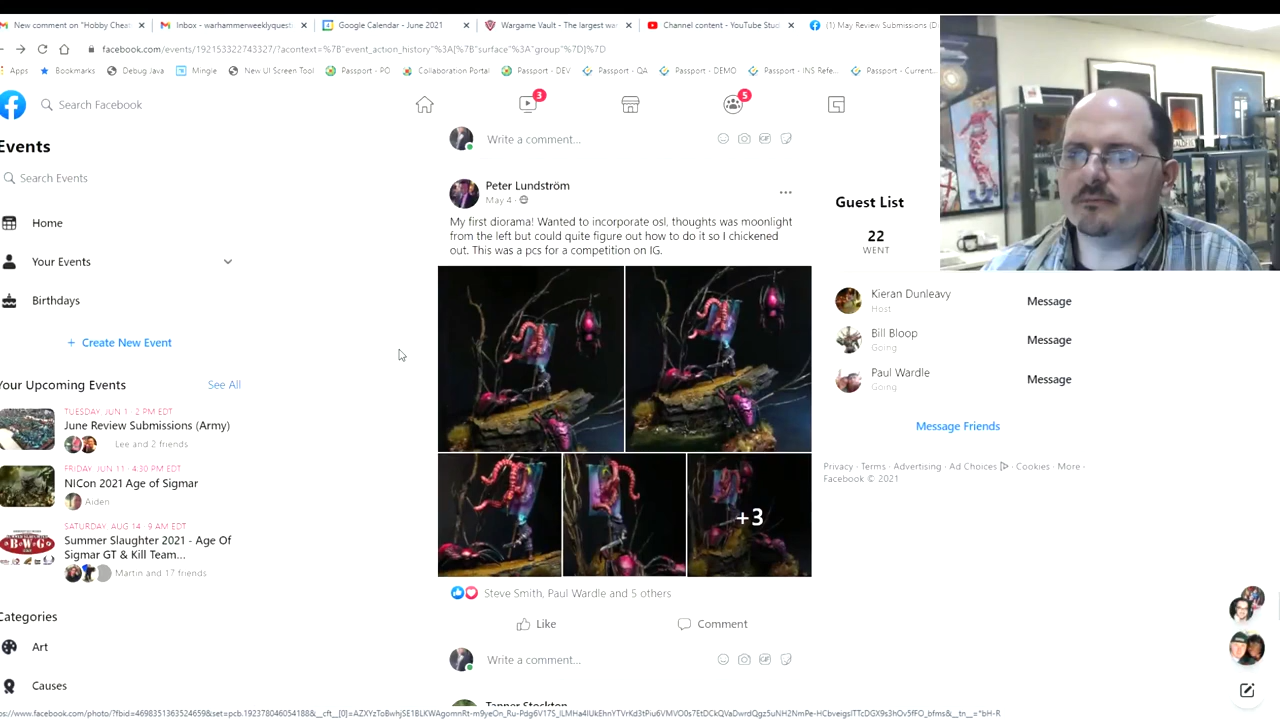 New comment on "Hobby Cheat
Inbox - warhammerweeklyquest
Google Calendar - June 2021
Wargame Vault - The largest war
Channel content - YouTube Stud
(1) May Review Submissions (D
facebook.com/events/192153322743327/?acontext=%7B"event_action_history"%3A[%7B"surface"%3A"group"%7D]%7D
Apps
Bookmarks
Debug Java
Mingle
New UI Screen Tool
Passport - PO
Collaboration Portal
Passport - DEV
Passport - QA
Passport - DEMO
Passport - INS Refe...
Passport - Current...
Search Facebook
3
5
Events
Search Events
Home
Your Events
Birthdays
+ Create New Event
Your Upcoming Events
See All
TUESDAY, JUN 1 · 2 PM EDT
June Review Submissions (Army)
Lee and 2 friends
FRIDAY, JUN 11 · 4:30 PM EDT
NICon 2021 Age of Sigmar
Aiden
SATURDAY, AUG 14 · 9 AM EDT
Summer Slaughter 2021 - Age Of
Sigmar GT & Kill Team...
Martin and 17 friends
Categories
Art
Causes
Write a comment...
Peter Lundström
May 4 ·
My first diorama! Wanted to incorporate osl, thoughts was moonlight
from the left but could quite figure out how to do it so I chickened
out. This was a pcs for a competition on IG.
+3
Steve Smith, Paul Wardle and 5 others
Like
Comment
Write a comment...
Tanner Stockton
Guest List
22
WENT
Kieran Dunleavy
Host
Message
Bill Bloop
Going
Message
Paul Wardle
Going
Message
Message Friends
Privacy · Terms · Advertising · Ad Choices · Cookies · More ·
Facebook © 2021